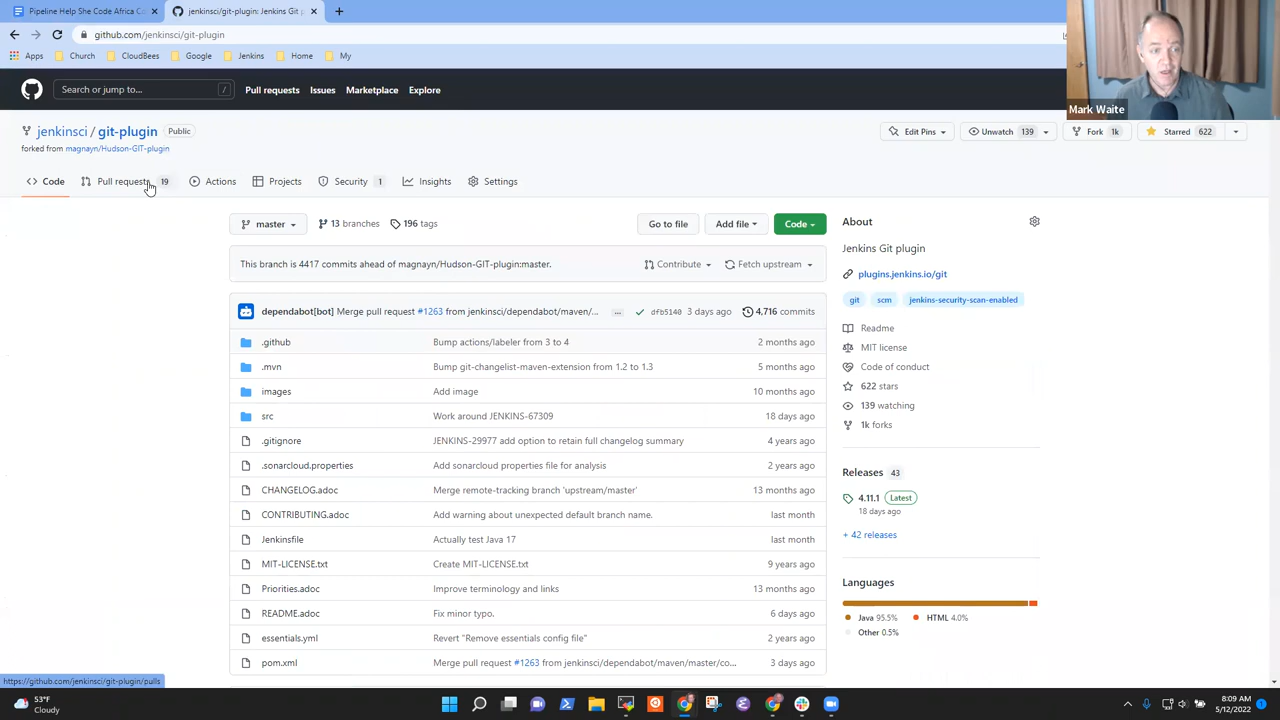 Pipeline Help She Code Africa Co
jenkinsci/git-plugin: Jenkins Git p
github.com/jenkinsci/git-plugin
Apps
Church
CloudBees
Google
Jenkins
Home
My
Search or jump to...
/
Pull requests
Issues
Marketplace
Explore
Mark Waite
jenkinsci / git-plugin
Public
forked from magnayn/Hudson-GIT-plugin
Edit Pins
Unwatch 139
Fork 1k
Starred 622
Code
Pull requests 19
Actions
Projects
Security 1
Insights
Settings
master
13 branches
196 tags
Go to file
Add file
Code
This branch is 4417 commits ahead of magnayn/Hudson-GIT-plugin:master.
Contribute
Fetch upstream
dependabot[bot] Merge pull request #1263 from jenkinsci/dependabot/maven/... ... dfb5140 3 days ago 4,716 commits
.github Bump actions/labeler from 3 to 4 2 months ago
.mvn Bump git-changelist-maven-extension from 1.2 to 1.3 5 months ago
images Add image 10 months ago
src Work around JENKINS-67309 18 days ago
.gitignore JENKINS-29977 add option to retain full changelog summary 4 years ago
.sonarcloud.properties Add sonarcloud properties file for analysis 2 years ago
CHANGELOG.adoc Merge remote-tracking branch 'upstream/master' 13 months ago
CONTRIBUTING.adoc Add warning about unexpected default branch name. last month
Jenkinsfile Actually test Java 17 last month
MIT-LICENSE.txt Create MIT-LICENSE.txt 9 years ago
Priorities.adoc Improve terminology and links 13 months ago
README.adoc Fix minor typo. 6 days ago
essentials.yml Revert "Remove essentials config file" 2 years ago
pom.xml Merge pull request #1263 from jenkinsci/dependabot/maven/master/co... 3 days ago
About
Jenkins Git plugin
plugins.jenkins.io/git
git
scm
jenkins-security-scan-enabled
Readme
MIT license
Code of conduct
622 stars
139 watching
1k forks
Releases 43
4.11.1 Latest
18 days ago
+ 42 releases
Languages
Java 95.5%
HTML 4.0%
Other 0.5%
https://github.com/jenkinsci/git-plugin/pulls
53°F
Cloudy
8:09 AM
5/12/2022